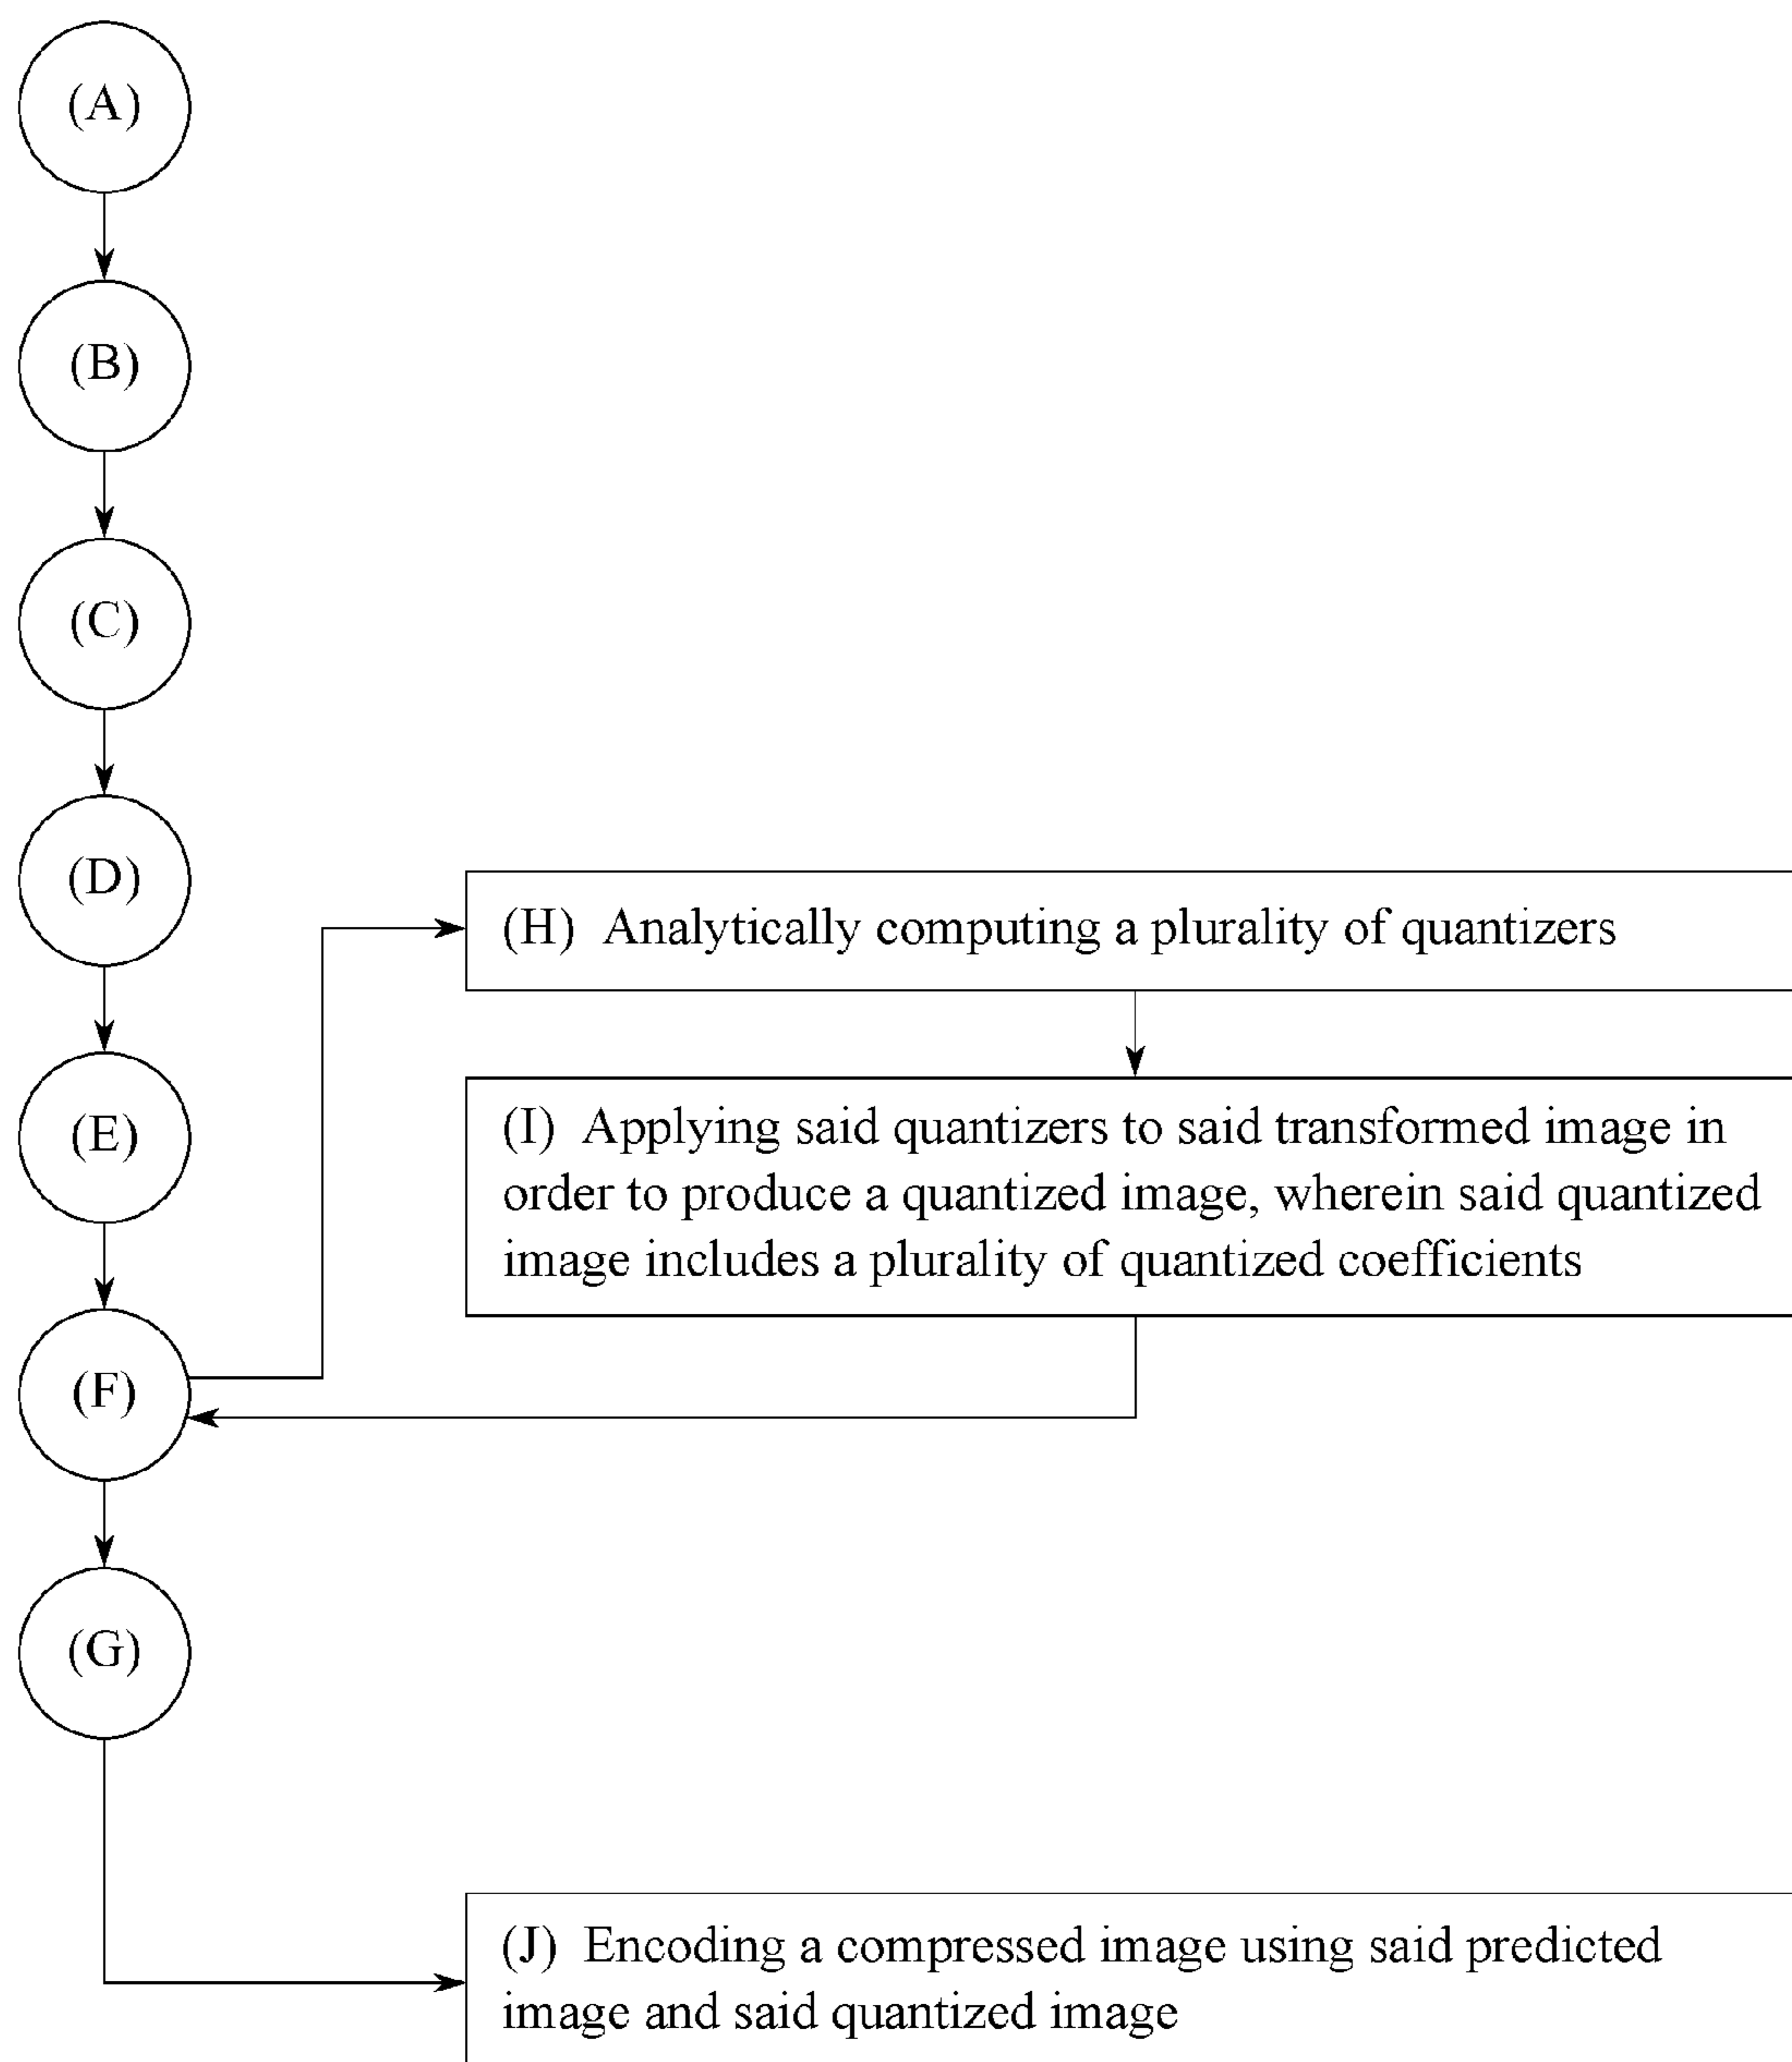 (A)
(B)
(C)
(D)
(E)
(F)
(G)
(H) Analytically computing a plurality of quantizers
(I) Applying said quantizers to said transformed image in
order to produce a quantized image, wherein said quantized
image includes a plurality of quantized coefficients
(J) Encoding a compressed image using said predicted
image and said quantized image